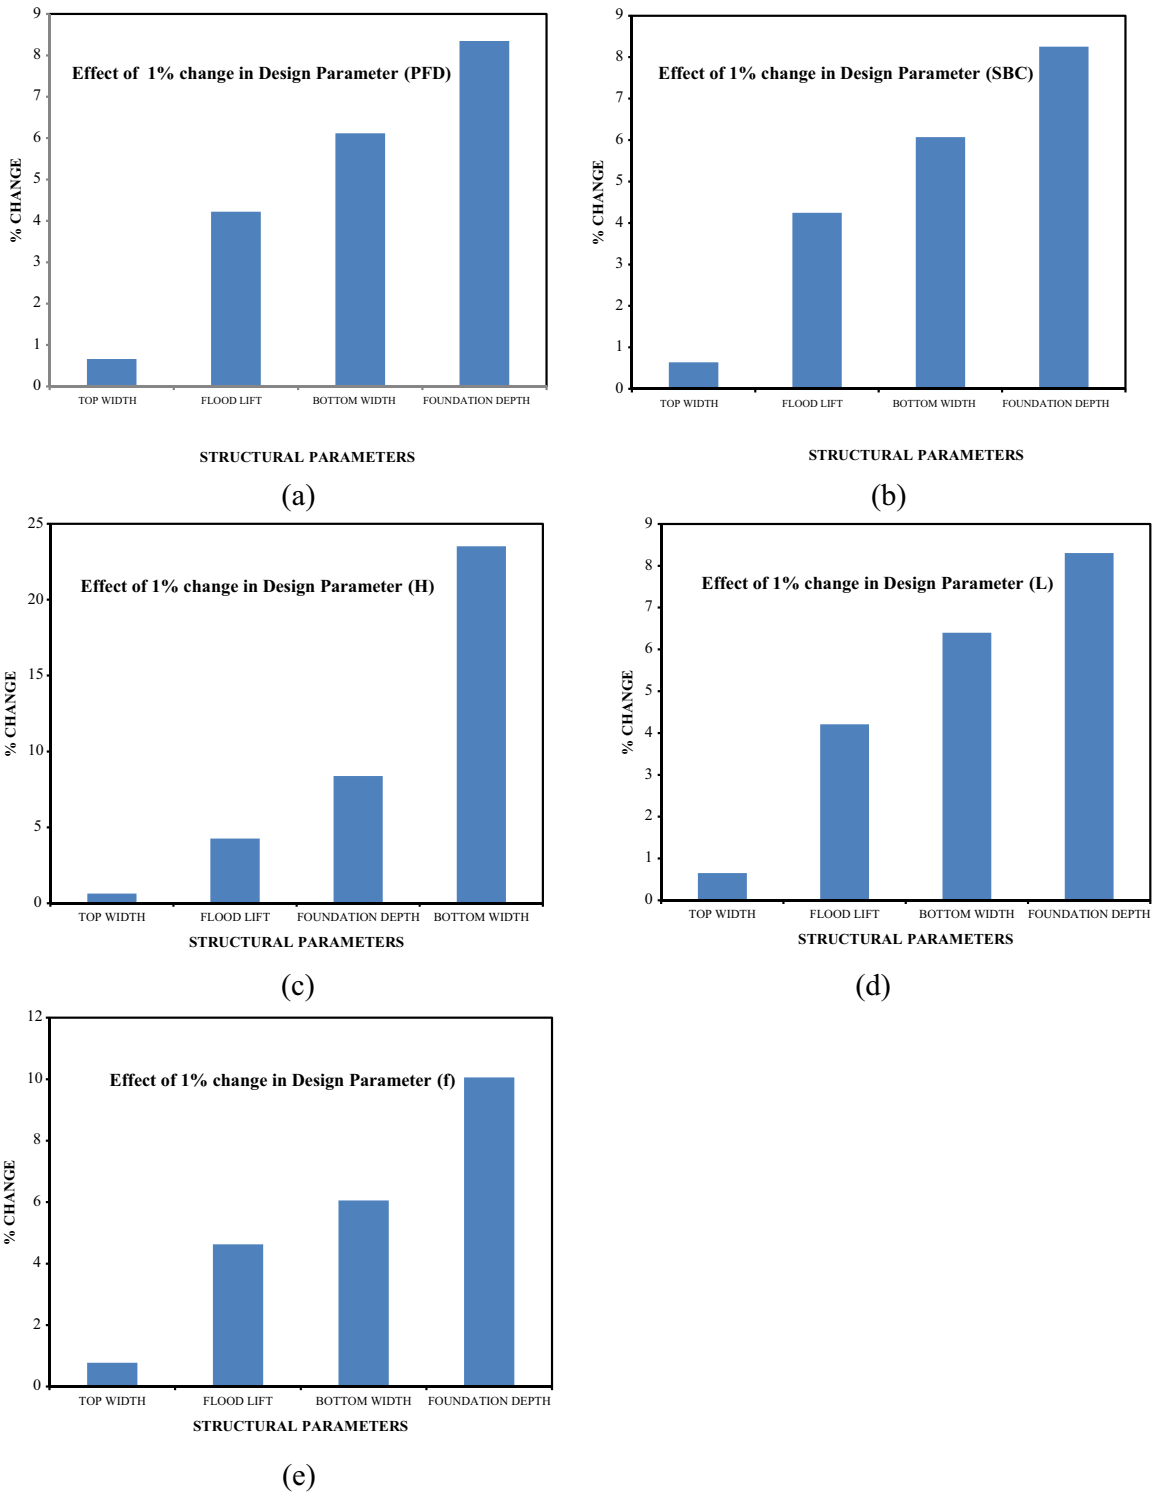 9
8
7
6
5
4
3
2
1
0
% CHANGE
Effect of 1% change in Design Parameter (PFD)
TOP WIDTH FLOOD LIFT BOTTOM WIDTH FOUNDATION DEPTH
STRUCTURAL PARAMETERS
(a)
9
8
7
6
5
4
3
2
1
0
% CHANGE
Effect of 1% change in Design Parameter (SBC)
TOP WIDTH FLOOD LIFT BOTTOM WIDTH FOUNDATION DEPTH
STRUCTURAL PARAMETERS
(b)
25
20
15
10
5
0
% CHANGE
Effect of 1% change in Design Parameter (H)
TOP WIDTH FLOOD LIFT FOUNDATION DEPTH BOTTOM WIDTH
STRUCTURAL PARAMETERS
(c)
9
8
7
6
5
4
3
2
1
0
% CHANGE
Effect of 1% change in Design Parameter (L)
TOP WIDTH FLOOD LIFT BOTTOM WIDTH FOUNDATION DEPTH
STRUCTURAL PARAMETERS
(d)
12
10
8
6
4
2
0
% CHANGE
Effect of 1% change in Design Parameter (f)
TOP WIDTH FLOOD LIFT BOTTOM WIDTH FOUNDATION DEPTH
STRUCTURAL PARAMETERS
(e)